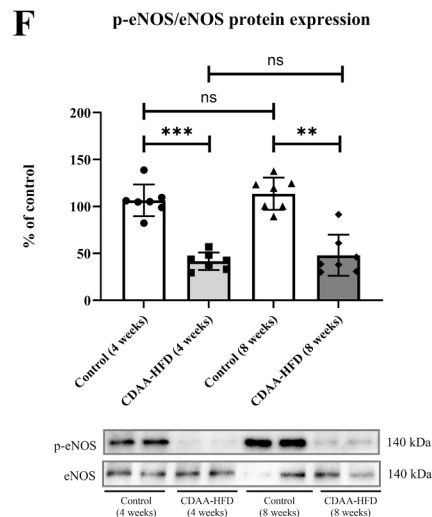 F
p-eNOS/eNOS protein expression
ns
ns
***
**
% of control
200
150
100
50
0
Control (4 weeks)
CDAA-HFD (4 weeks)
Control (8 weeks)
CDAA-HFD (8 weeks)
p-eNOS 140 kDa
eNOS 140 kDa
Control CDAA-HFD Control CDAA-HFD
(4 weeks) (4 weeks) (8 weeks) (8 weeks)